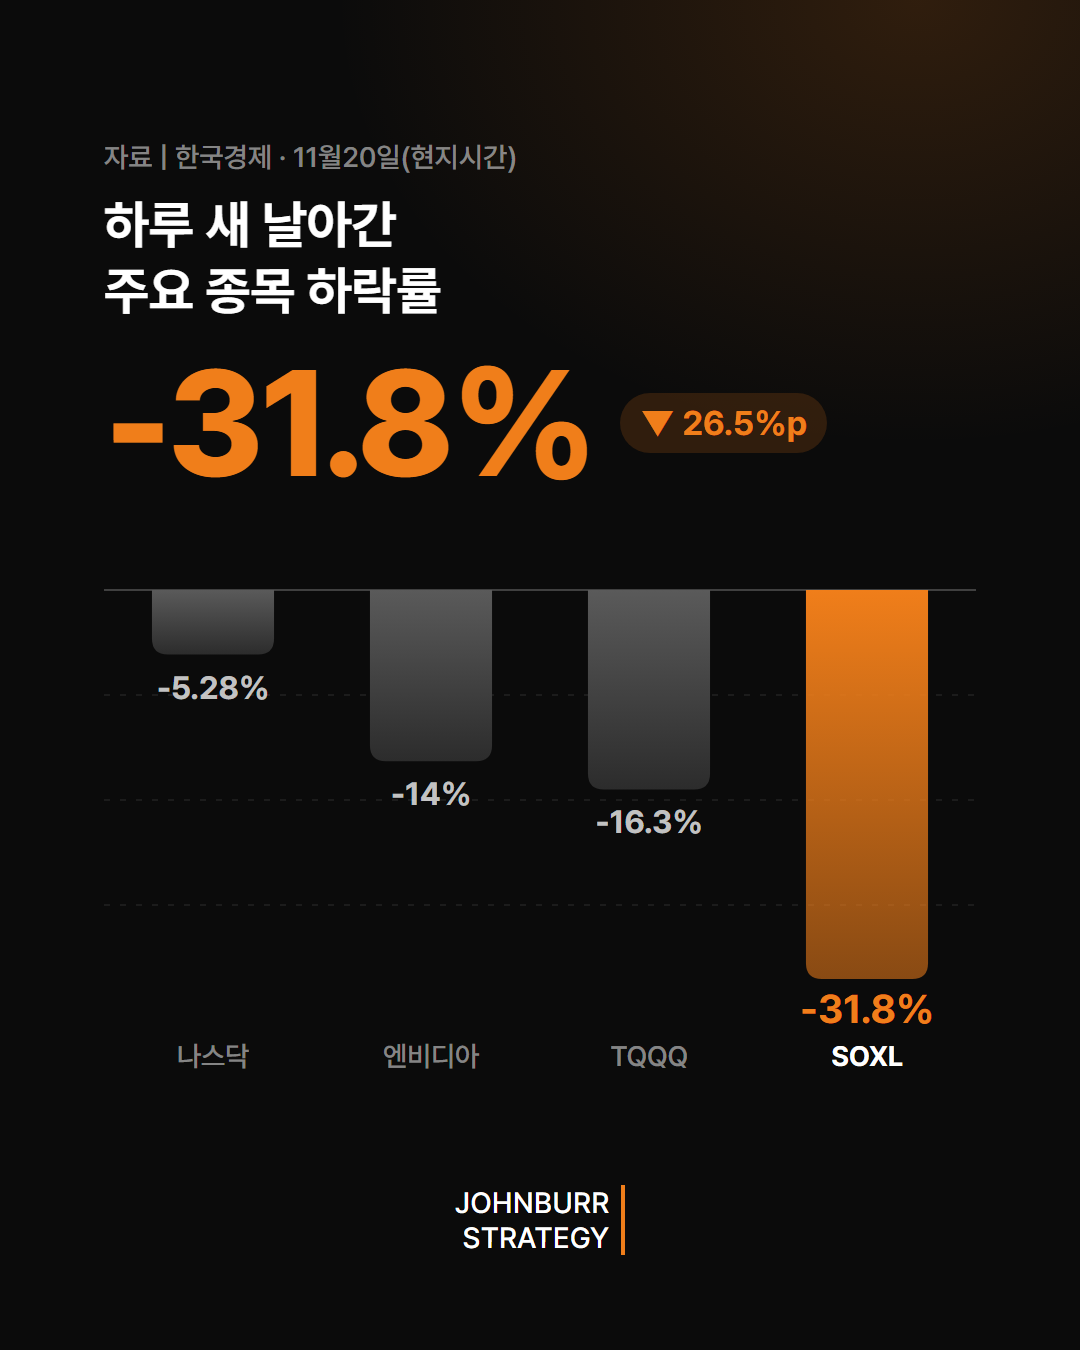 자료 | 한국경제 · 11월20일(현지시간)
하루 새 날아간
주요 종목 하락률
-31.8% ▼ 26.5%p
-5.28%
-14%
-16.3%
-31.8%
나스닥 엔비디아 TQQQ SOXL
JOHNBURR
STRATEGY